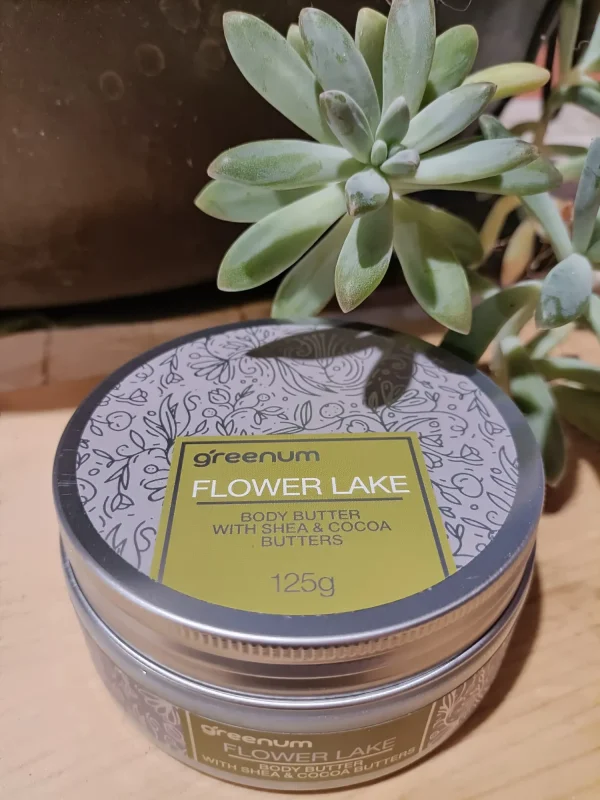 greenum
FLOWER LAKE
BODY BUTTER
WITH SHEA & COCOA
BUTTERS
125g
greenum
FLOWER LAKE
BODY BUTTER
WITH SHEA & COCOA BUTTERS